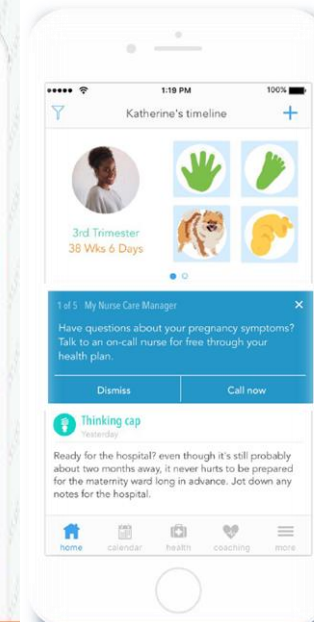 1:19 PM
100%
Katherine's timeline
3rd Trimester
38 Wks 6 Days
1 of 5 My Nurse Care Manager
Have questions about your pregnancy symptoms?
Talk to an on-call nurse for free through your
health plan.
Dismiss Call now
Thinking cap
Yesterday
Ready for the hospital? even though it's still probably
about two months away, it never hurts to be prepared
for the maternity ward long in advance. Jot down any
notes for the hospital.
home calendar health coaching more